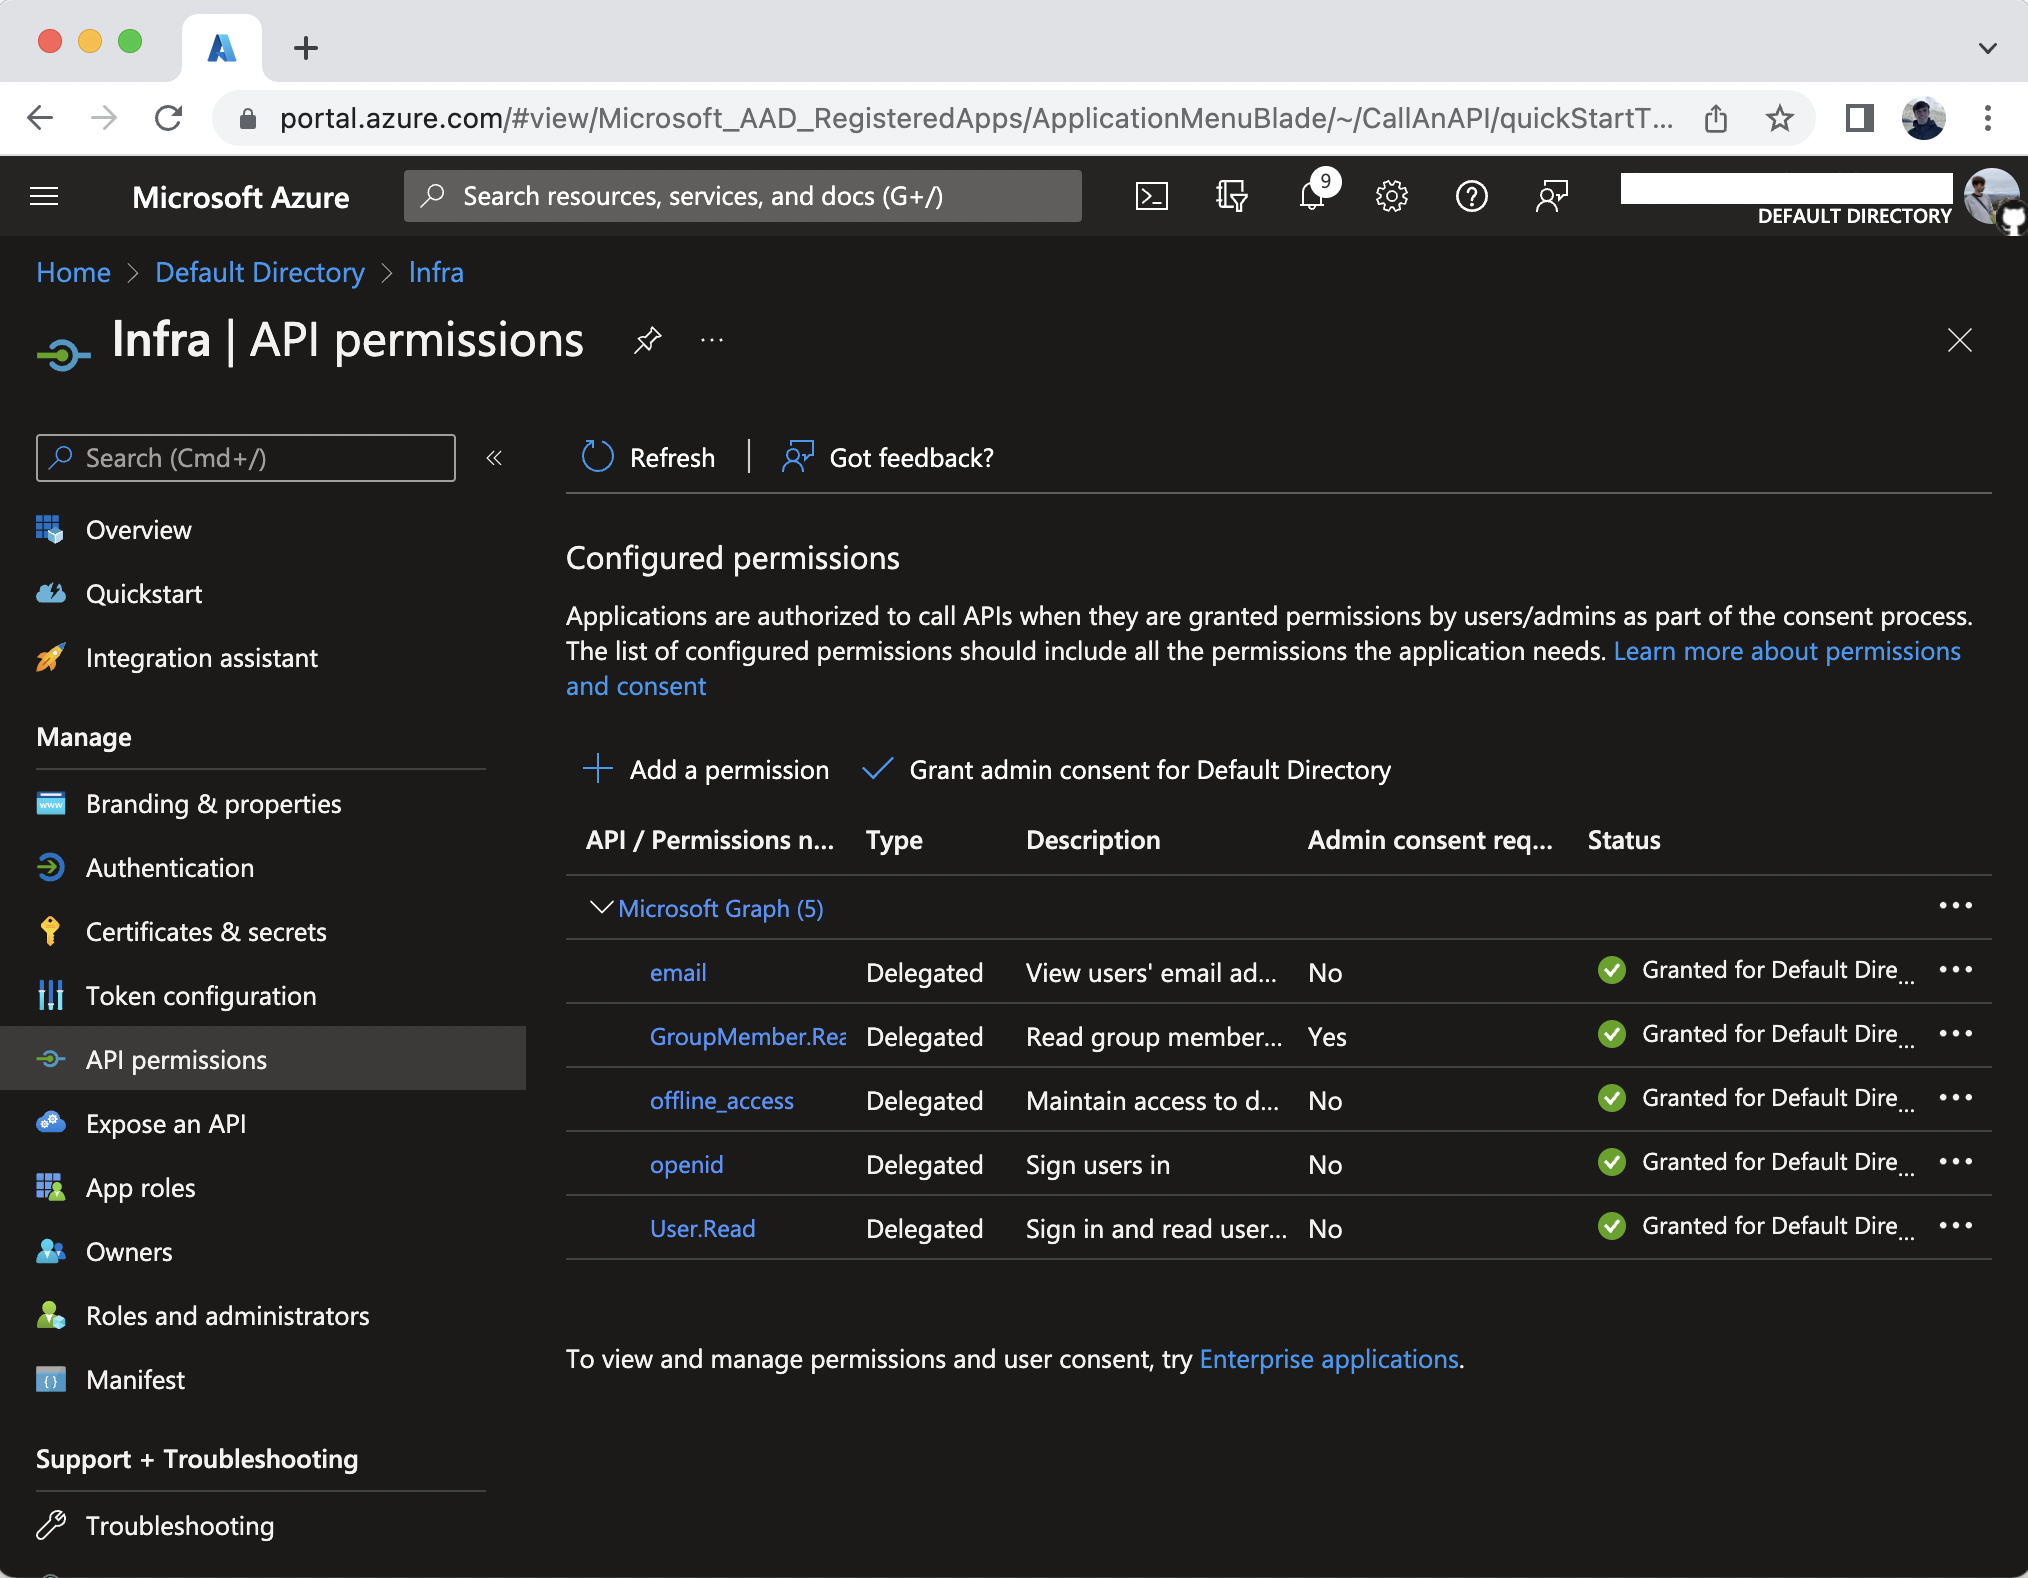 portal.azure.com/#view/Microsoft_AAD_RegisteredApps/ApplicationMenuBlade/~/CallAnAPI/quickStartT...
Microsoft Azure
Search resources, services, and docs (G+/)
9
DEFAULT DIRECTORY
Home > Default Directory > Infra
Infra | API permissions
Search (Cmd+/)
Refresh
Got feedback?
Overview
Quickstart
Integration assistant
Manage
Branding & properties
Authentication
Certificates & secrets
Token configuration
API permissions
Expose an API
App roles
Owners
Roles and administrators
Manifest
Support + Troubleshooting
Troubleshooting
Configured permissions
Applications are authorized to call APIs when they are granted permissions by users/admins as part of the consent process.
The list of configured permissions should include all the permissions the application needs. Learn more about permissions
and consent
Add a permission
Grant admin consent for Default Directory
API / Permissions n... Type Description Admin consent req... Status
Microsoft Graph (5)
email Delegated View users' email ad... No Granted for Default Dire...
GroupMember.Rea Delegated Read group member... Yes Granted for Default Dire...
offline_access Delegated Maintain access to d... No Granted for Default Dire...
openid Delegated Sign users in No Granted for Default Dire...
User.Read Delegated Sign in and read user... No Granted for Default Dire...
To view and manage permissions and user consent, try Enterprise applications.